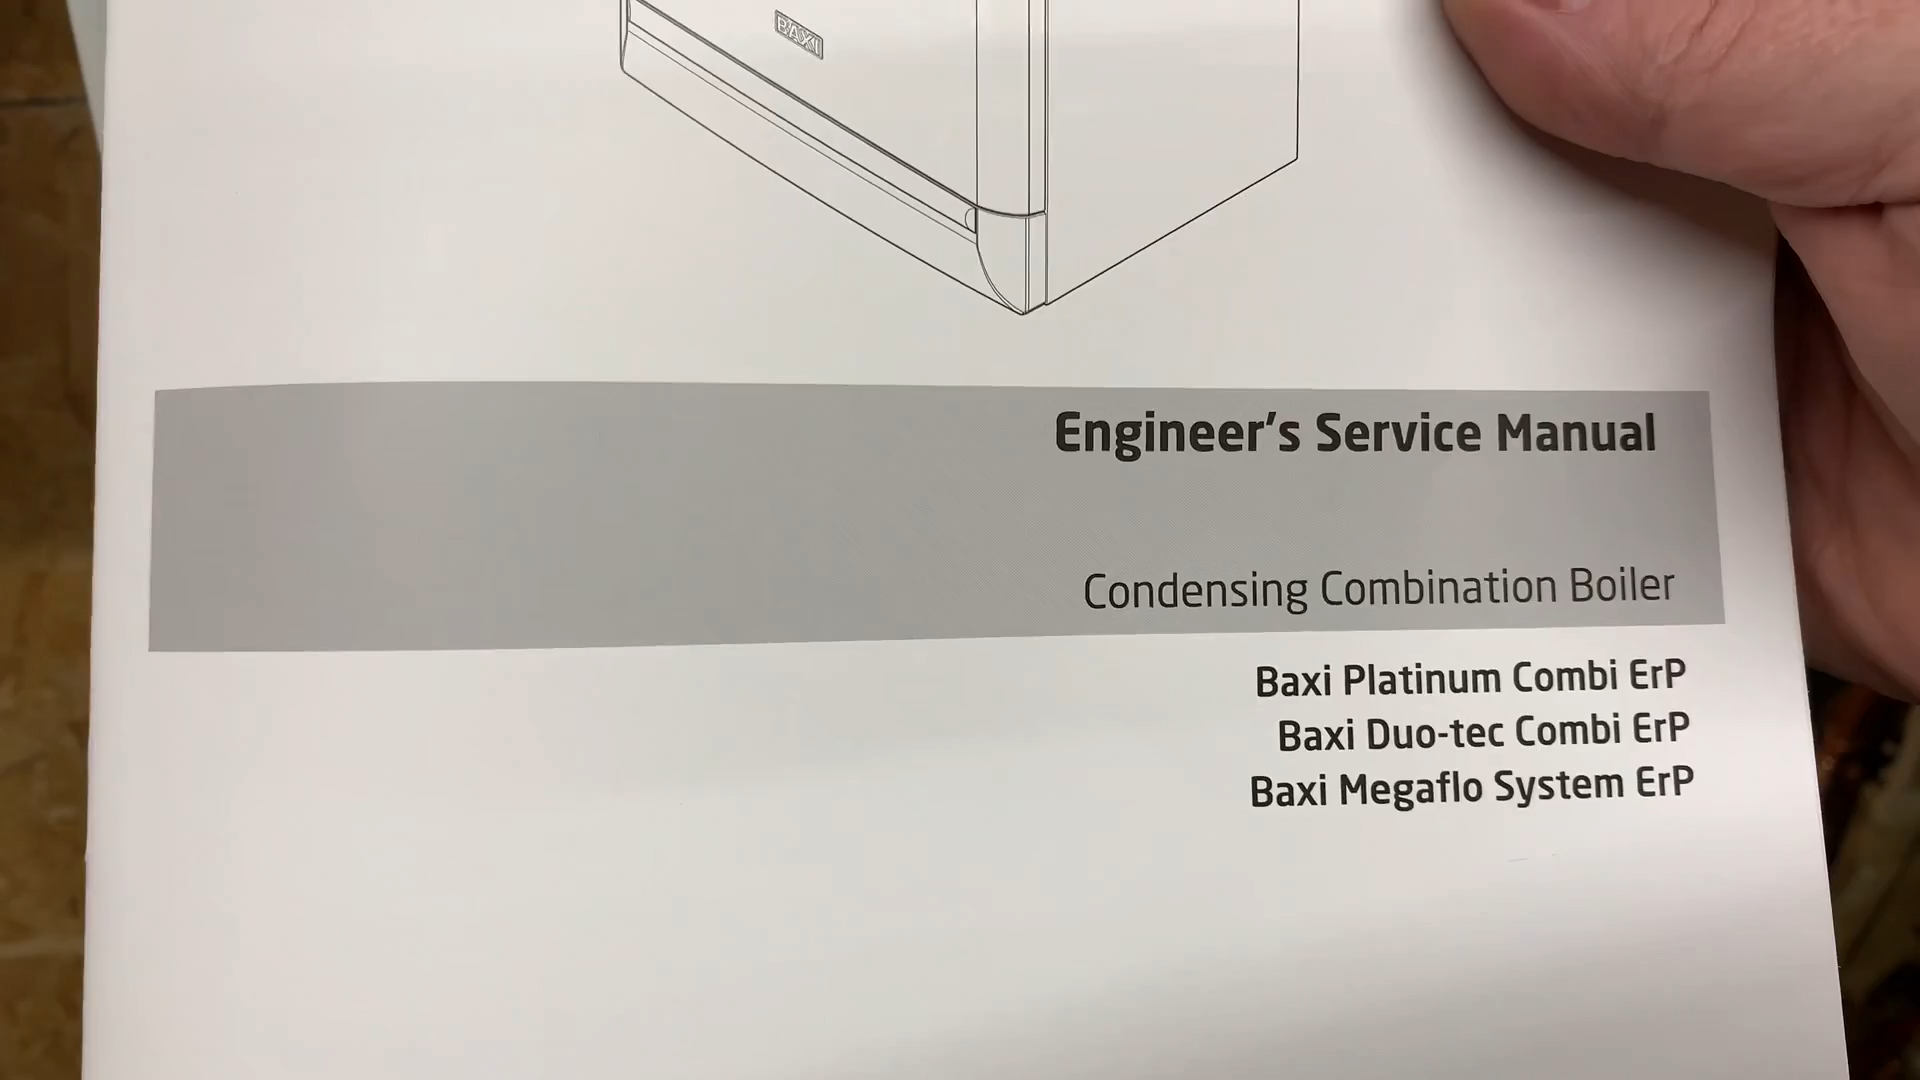 BAXI
Engineer's Service Manual
Condensing Combination Boiler
Baxi Platinum Combi ErP
Baxi Duo-tec Combi ErP
Baxi Megaflo System ErP